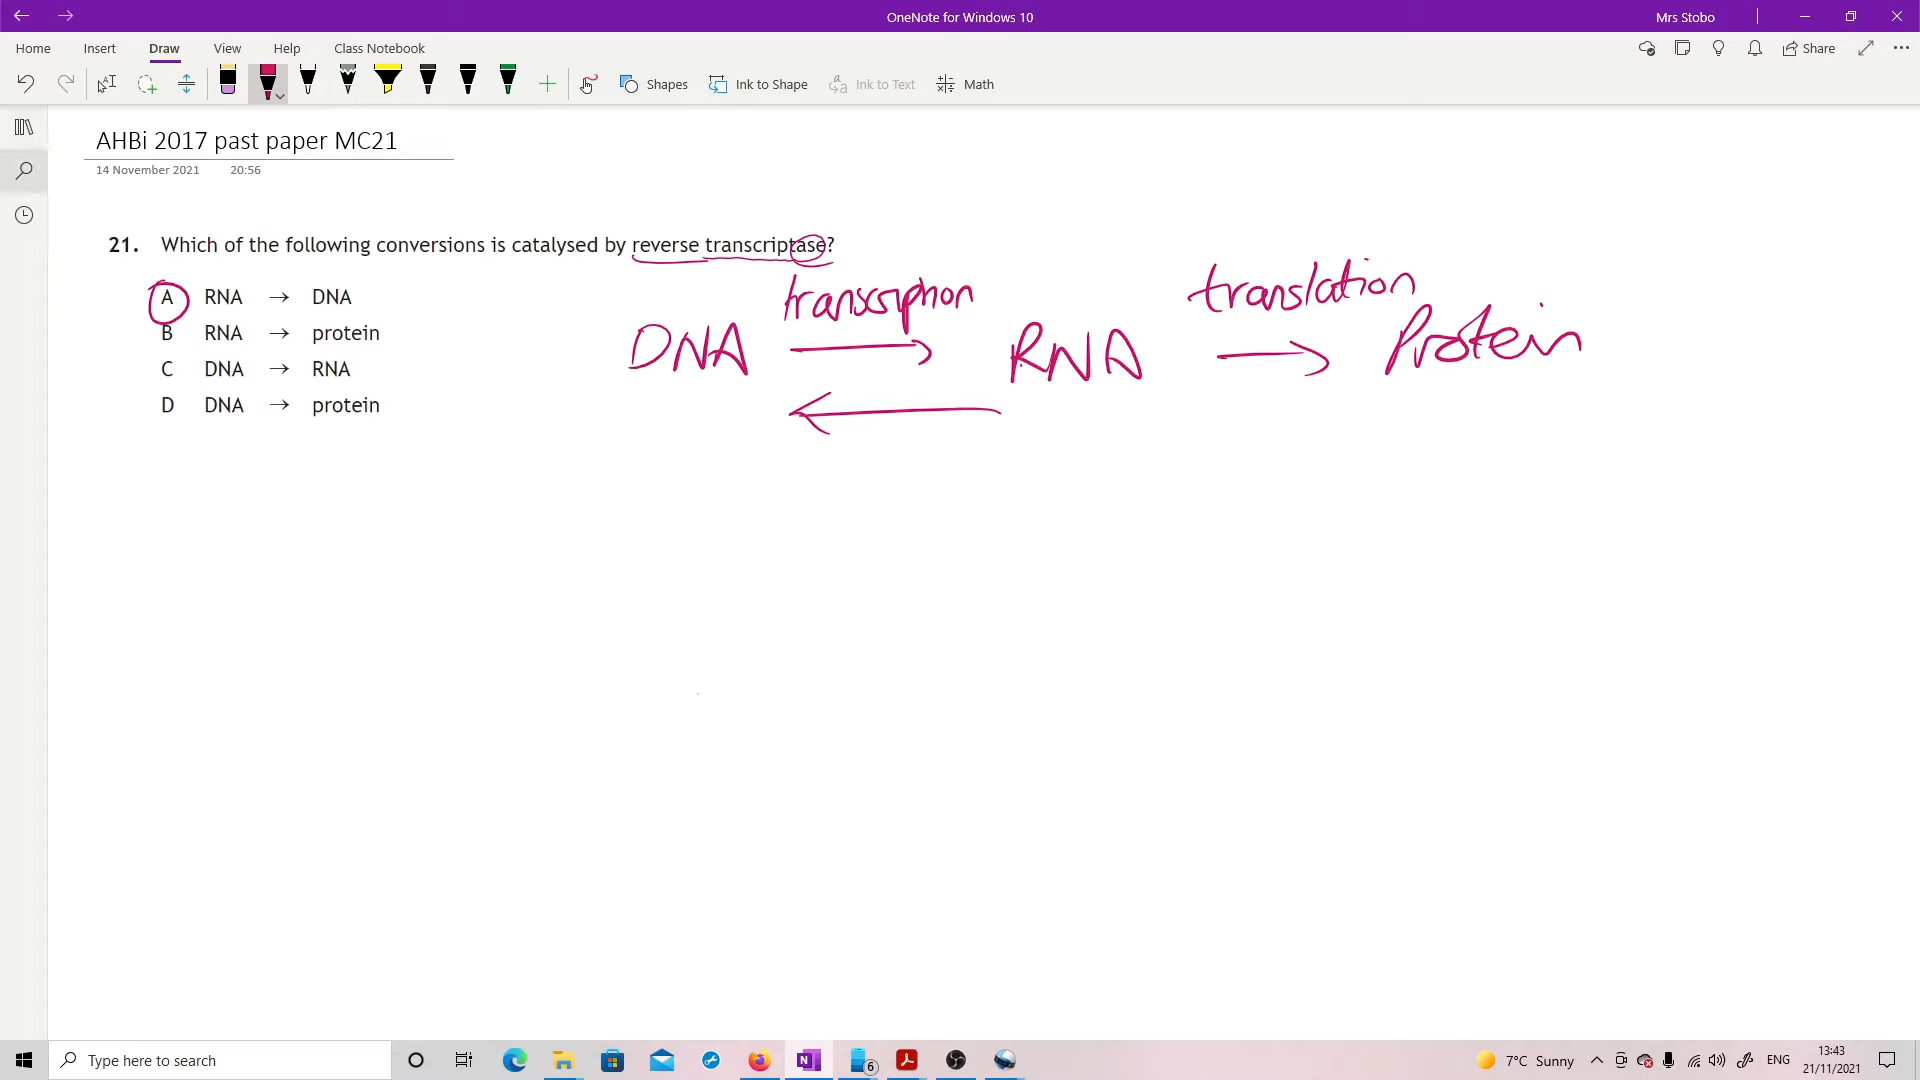 OneNote for Windows 10
Mrs Stobo
Home Insert Draw View Help Class Notebook
Share
Shapes Ink to Shape Ink to Text Math
AHBi 2017 past paper MC21
14 November 2021 20:56
21. Which of the following conversions is catalysed by reverse transcriptase?
A RNA → DNA
B RNA → protein
C DNA → RNA
D DNA → protein
transcription translation
DNA → RNA → Protein
←
Type here to search
6
7°C Sunny
ENG
13:43
21/11/2021